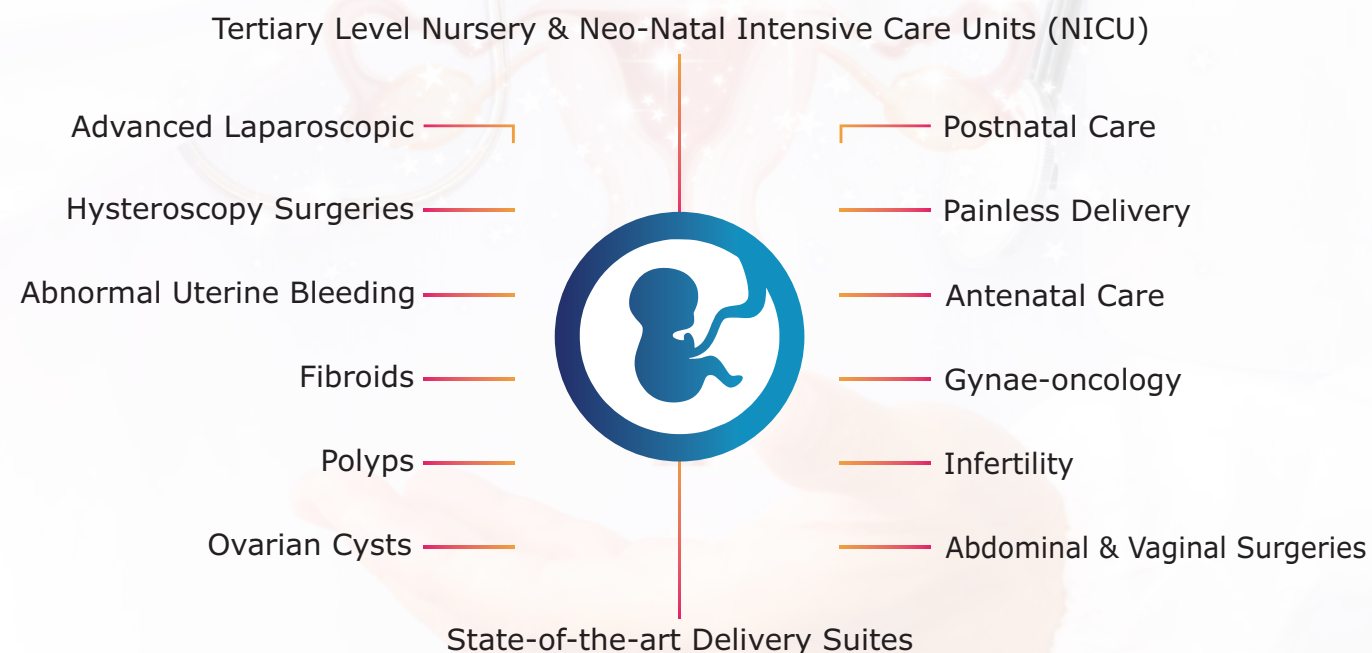 Tertiary Level Nursery & Neo-Natal Intensive Care Units (NICU)
Advanced Laparoscopic
Hysteroscopy Surgeries
Abnormal Uterine Bleeding
Fibroids
Polyps
Ovarian Cysts
Postnatal Care
Painless Delivery
Antenatal Care
Gynae-oncology
Infertility
Abdominal & Vaginal Surgeries
State-of-the-art Delivery Suites